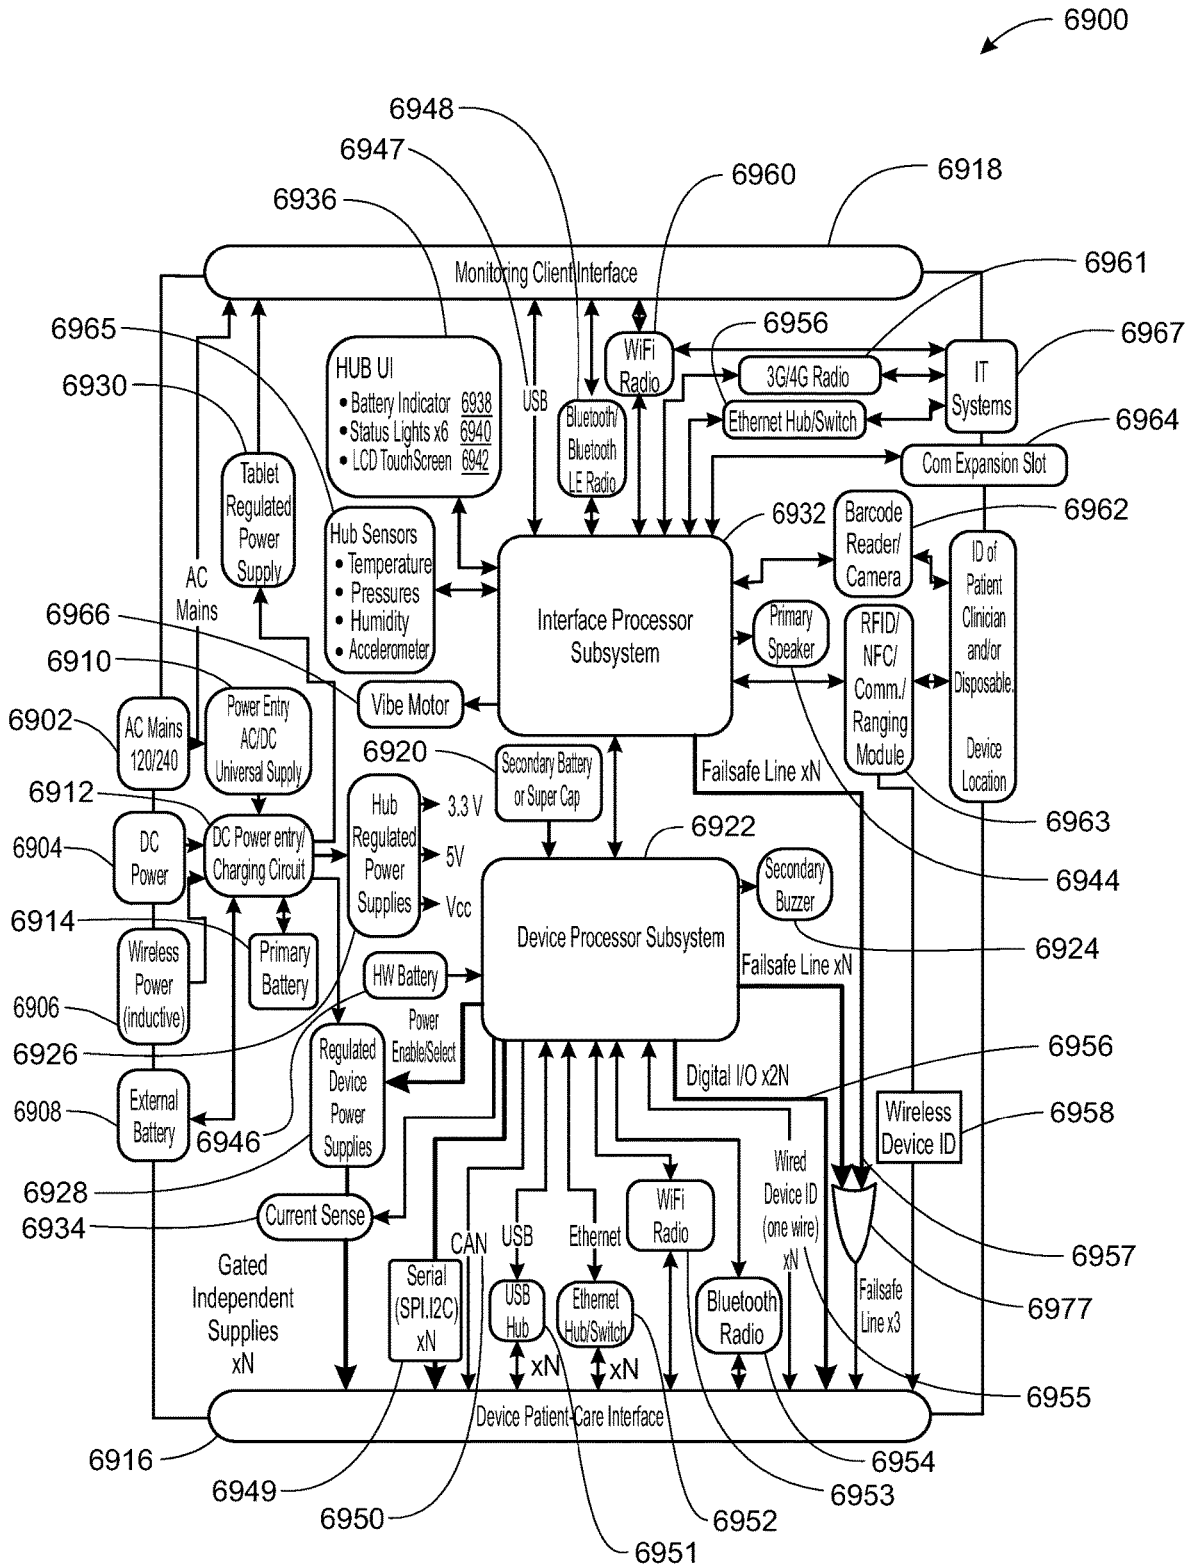 6900
6948
6947
6960
6936
6918
Monitoring Client Interface
6961
6965
6956
6967
6930
HUB UI
• Battery Indicator 6938
• Status Lights x6 6940
• LCD TouchScreen 6942
USB
WiFi
Radio
3G/4G Radio
IT
Systems
Bluetooth/
Bluetooth
LE Radio
Ethernet Hub/Switch
6964
Com Expansion Slot
Tablet
Regulated
Power
Supply
Hub Sensors
• Temperature
• Pressures
• Humidity
• Accelerometer
6932
Barcode
Reader/
Camera
6962
AC
Mains
Interface Processor
Subsystem
Primary
Speaker
RFID/
NFC/
Comm./
Ranging
Module
ID of
Patient
Clinician
and/or
Disposable.
Device
Location
6966
6910
Vibe Motor
6902
AC Mains
120/240
Power Entry
AC/DC
Universal Supply
6920
Secondary Battery
or Super Cap
Failsafe Line xN
6912
Hub
Regulated
Power
Supplies
3.3 V
5V
Vcc
6922
6963
6904
DC
Power
DC Power entry/
Charging Circuit
6944
6914
Secondary
Buzzer
Device Processor Subsystem
6924
Wireless
Power
(inductive)
Primary
Battery
HW Battery
Failsafe Line xN
6906
6926
Power
Enable/Select
Regulated
Device
Power
Supplies
6956
Digital I/O x2N
External
Battery
6908
6946
Wireless
Device ID
6958
6928
Wired
Device ID
(one wire)
xN
6934
Current Sense
WiFi
Radio
CAN
USB
Ethernet
6957
Gated
Independent
Supplies
xN
Serial
(SPI.I2C)
xN
USB
Hub
Ethernet
Hub/Switch
Bluetooth
Radio
Failsafe
Line x3
6977
xN
xN
6955
Device Patient-Care Interface
6916
6949
6950
6951
6952
6953
6954